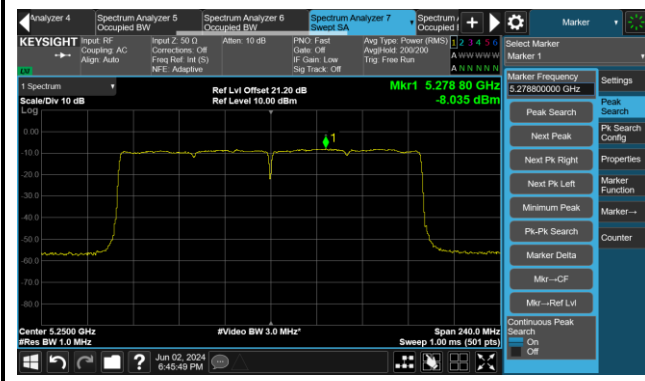 Analyzer 4
Spectrum Analyzer 5
Occupied BW
Spectrum Analyzer 6
Occupied BW
Spectrum Analyzer 7
Swept SA
Spectrum
Occupied
Marker
KEYSIGHT
Input: RF
Coupling: AC
Align: Auto
Input Z: 50 Ω
Corrections: Off
Freq Ref: Int (S)
NFE: Adaptive
Atten: 10 dB
PNO: Fast
Gate: Off
IF Gain: Low
Sig Track: Off
Avg Type: Power (RMS)
Avg|Hold: 200/200
Trig: Free Run
1 2 3 4 5 6
A W W W W W
A N N N N N
Select Marker
Marker 1
1 Spectrum
Scale/Div 10 dB
Log
Ref Lvl Offset 21.20 dB
Ref Level 10.00 dBm
Mkr1 5.278 80 GHz
-8.035 dBm
Marker Frequency
5.278800000 GHz
Peak Search
Next Peak
Next Pk Right
Next Pk Left
Minimum Peak
Pk-Pk Search
Marker Delta
Mkr→CF
Mkr→Ref Lvl
Continuous Peak
Search
On
Off
Settings
Peak
Search
Pk Search
Config
Properties
Marker
Function
Marker→
Counter
0.00
-10.0
-20.0
-30.0
-40.0
-50.0
-60.0
-70.0
-80.0
1
Center 5.2500 GHz
#Res BW 1.0 MHz
#Video BW 3.0 MHz*
Span 240.0 MHz
Sweep 1.00 ms (501 pts)
?
Jun 02, 2024
6:45:49 PM